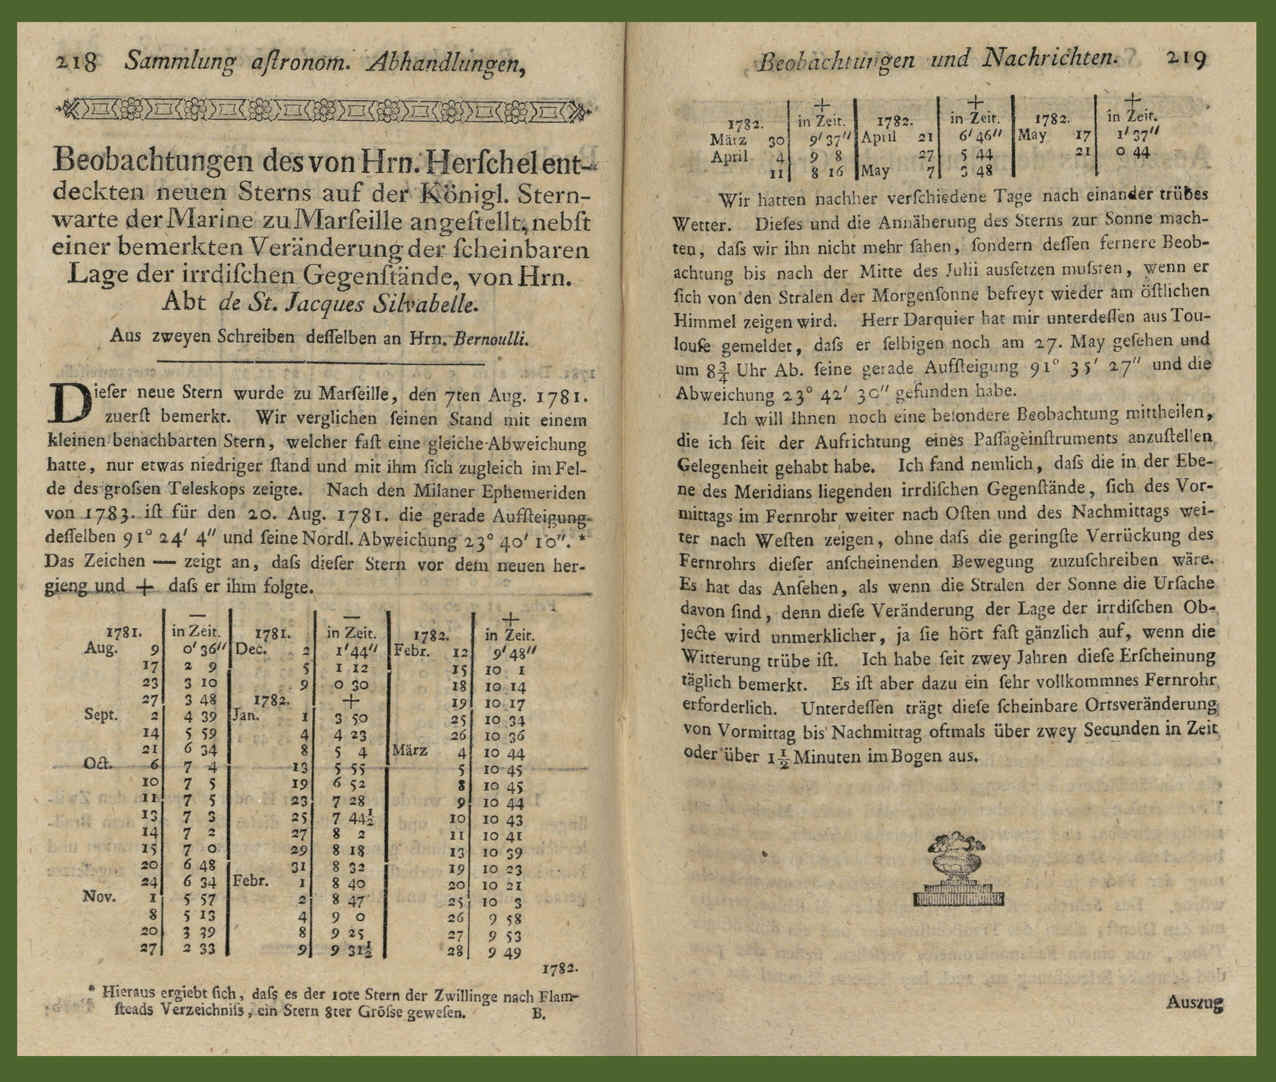 218 Sammlung aſtronom. Abhandlungen,
Beobachtungen des von Hrn. Herſchel ent-
deckten neuen Sterns auf der Königl. Stern-
warte der Marine zu Marſeille angeſtellt, nebſt
einer bemerkten Veränderung der ſcheinbaren
Lage der irrdiſchen Gegenſtände, von Hrn.
Abt de St. Jacques Silvabelle.
Aus zweyen Schreiben deſſelben an Hrn. Bernoulli.
Dieſer neue Stern wurde zu Marſeille, den 7ten Aug. 1781.
zuerſt bemerkt. Wir verglichen ſeinen Stand mit einem
kleinen benachbarten Stern, welcher faſt eine gleiche Abweichung
hatte, nur etwas niedriger ſtand und mit ihm ſich zugleich im Fel-
de des groſsen Teleskops zeigte. Nach den Milaner Ephemeriden
von 1783. iſt für den 20. Aug. 1781. die gerade Auffteigung
deſſelben 91° 24′ 4″ und ſeine Nordl. Abweichung 23° 40′ 10″. *
Das Zeichen — zeigt an, daſs dieſer Stern vor dem neuen her-
gieng und + daſs er ihm folgte.
— — +
1781. in Zeit. 1781. in Zeit. 1782. in Zeit.
Aug. 9 0′ 36″ Dec. 2 1′ 44″ Febr. 12 9′ 48″
17 2 9 5 1 12 15 10 1
23 3 10 9 0 30 18 10 14
27 3 48 1782. + 19 10 17
Sept. 2 4 39 Jan. 1 3 50 25 10 34
14 5 59 4 4 23 26 10 36
21 6 34 8 5 4 März 4 10 44
Oct. 6 7 4 13 5 55 5 10 45
10 7 5 19 6 52 8 10 45
11 7 5 23 7 28 9 10 44
13 7 3 25 7 44½ 10 10 43
14 7 2 27 8 2 11 10 41
15 7 0 29 8 18 13 10 39
20 6 48 31 8 32 19 10 23
24 6 34 Febr. 1 8 40 20 10 21
Nov. 1 5 57 2 8 47 25 10 3
8 5 13 4 9 0 26 9 58
20 3 39 8 9 25 27 9 53
27 2 33 9 9 31½ 28 9 49
1782.
* Hieraus ergiebt ſich, daſs es der 10te Stern der Zwillinge nach Flam-
ſteads Verzeichniſs, ein Stern 8ter Gröſse geweſen. B.
Beobachtungen und Nachrichten. 219
+ + +
1782. in Zeit. 1782. in Zeit. 1782. in Zeit.
März 30 9′ 37″ April 21 6′ 46″ May 17 1′ 37″
April 4 9 8 27 5 44 21 0 44
11 8 16 May 7 3 48
Wir hatten nachher verſchiedene Tage nach einander trübes
Wetter. Dieſes und die Annäherung des Sterns zur Sonne mach-
ten, daſs wir ihn nicht mehr ſahen, ſondern deſſen fernere Beob-
achtung bis nach der Mitte des Julii ausſetzen muſsten, wenn er
ſich von den Stralen der Morgenſonne befreyt wieder am öſtlichen
Himmel zeigen wird. Herr Darquier hat mir unterdeſſen aus Tou-
louſe gemeldet, daſs er ſelbigen noch am 27. May geſehen und
um 8¾ Uhr Ab. ſeine gerade Auffteigung 91° 35′ 27″ und die
Abweichung 23° 42′ 30″ gefunden habe.
Ich will Ihnen noch eine beſondere Beobachtung mittheilen,
die ich ſeit der Aufrichtung eines Paſſageinſtruments anzuſtellen
Gelegenheit gehabt habe. Ich fand nemlich, daſs die in der Ebe-
ne des Meridians liegenden irrdiſchen Gegenſtände, ſich des Vor-
mittags im Fernrohr weiter nach Oſten und des Nachmittags wei-
ter nach Weſten zeigen, ohne daſs die geringſte Verrückung des
Fernrohrs dieſer anſcheinenden Bewegung zuzuſchreiben wäre.
Es hat das Anſehen, als wenn die Stralen der Sonne die Urſache
davon ſind, denn dieſe Veränderung der Lage der irrdiſchen Ob-
jecte wird unmerklicher, ja ſie hört faſt gänzlich auf, wenn die
Witterung trübe iſt. Ich habe ſeit zwey Jahren dieſe Erſcheinung
täglich bemerkt. Es iſt aber dazu ein ſehr vollkommnes Fernrohr
erforderlich. Unterdeſſen trägt dieſe ſcheinbare Ortsveränderung
von Vormittag bis Nachmittag oftmals über zwey Secunden in Zeit
oder über 1½ Minuten im Bogen aus.
Auszug